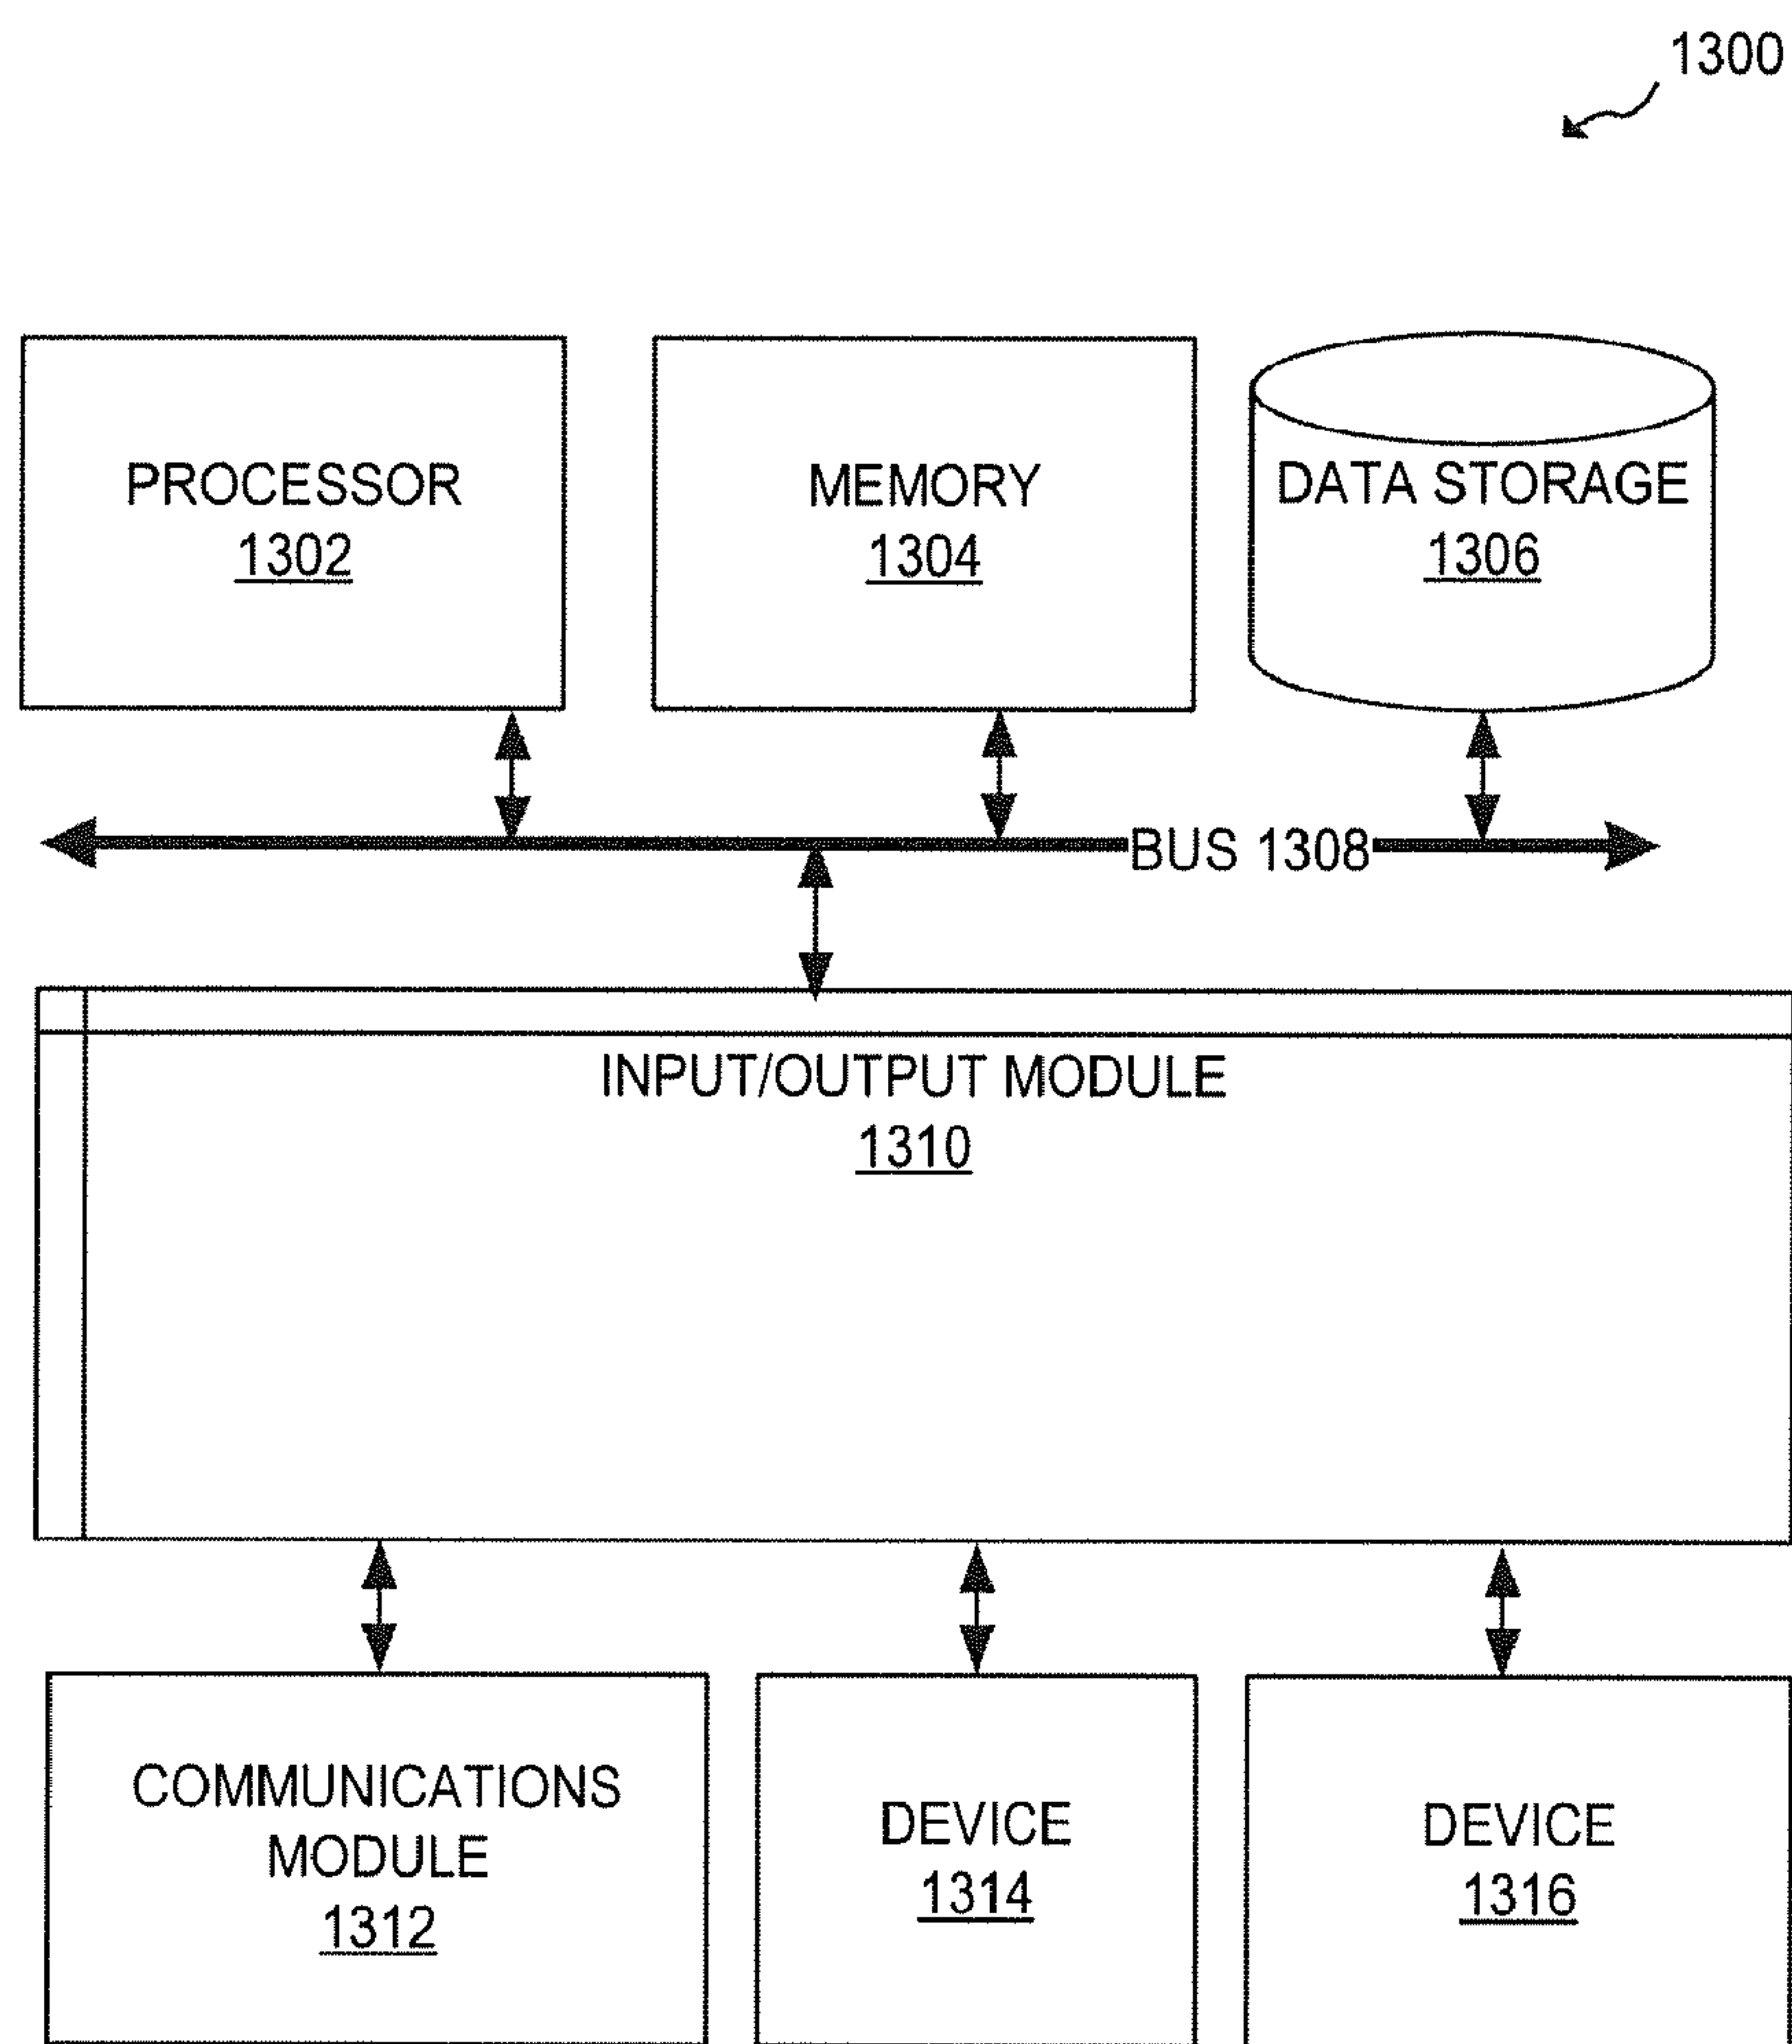 1300
PROCESSOR
1302
MEMORY
1304
DATA STORAGE
1306
BUS 1308
INPUT/OUTPUT MODULE
1310
COMMUNICATIONS
MODULE
1312
DEVICE
1314
DEVICE
1316